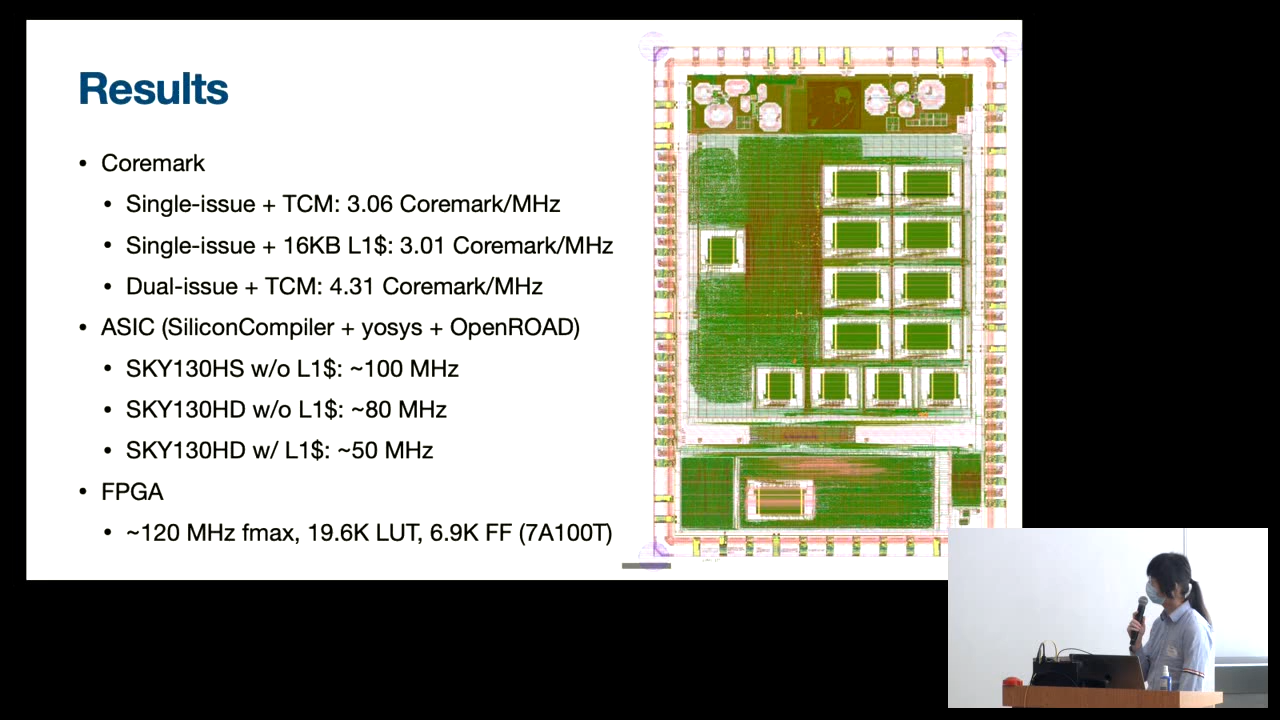 Results
• Coremark
• Single-issue + TCM: 3.06 Coremark/MHz
• Single-issue + 16KB L1$: 3.01 Coremark/MHz
• Dual-issue + TCM: 4.31 Coremark/MHz
• ASIC (SiliconCompiler + yosys + OpenROAD)
• SKY130HS w/o L1$: ~100 MHz
• SKY130HD w/o L1$: ~80 MHz
• SKY130HD w/ L1$: ~50 MHz
• FPGA
• ~120 MHz fmax, 19.6K LUT, 6.9K FF (7A100T)